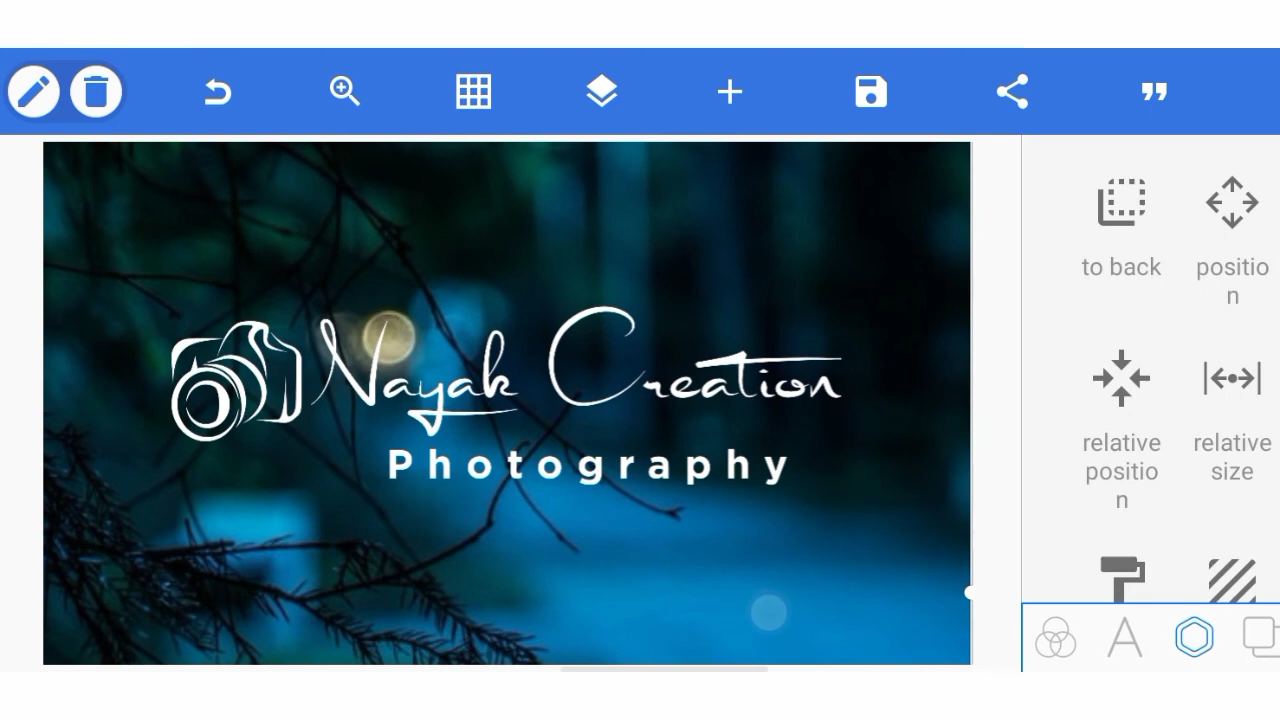 Nayak Creation
Photography
to back
positio
n
relative
positio
n
relative
size